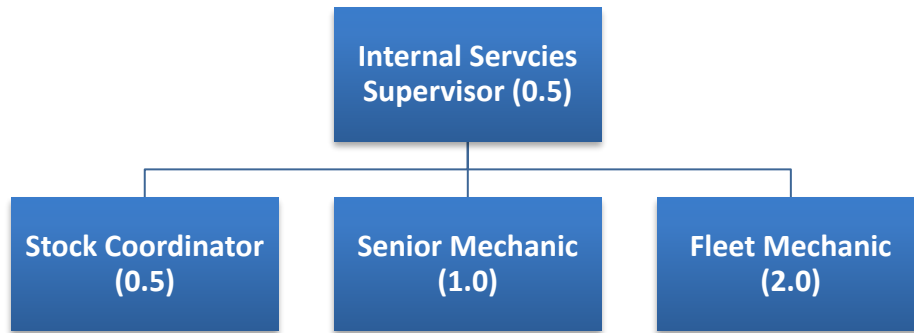 Internal Servcies
Supervisor (0.5)
Stock Coordinator
(0.5)
Senior Mechanic
(1.0)
Fleet Mechanic
(2.0)